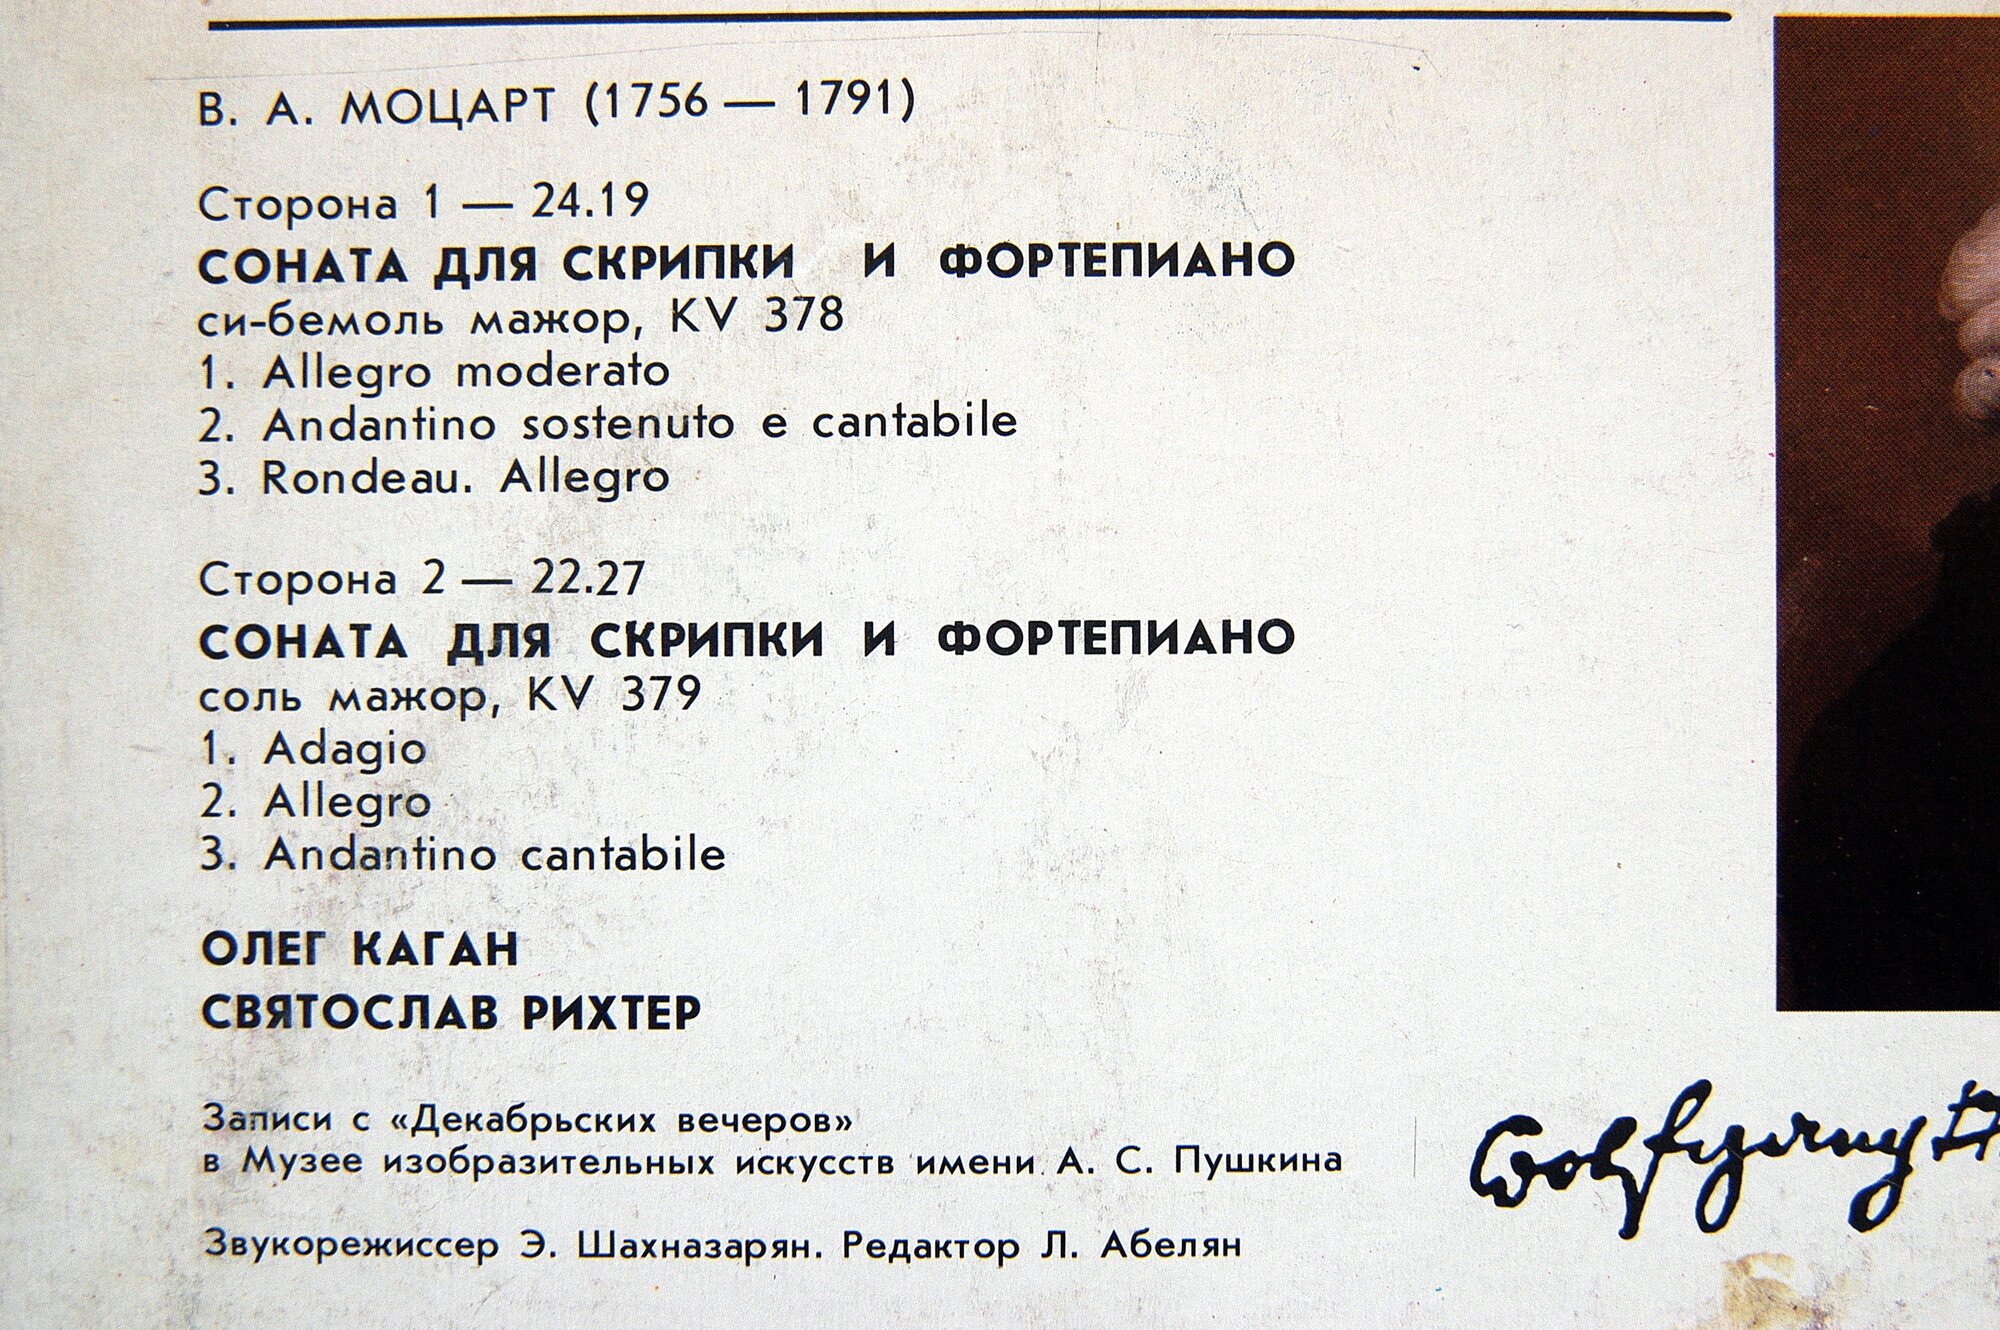 В. А. МОЦАРТ (1756 — 1791)
Сторона 1 — 24.19
СОНАТА ДЛЯ СКРИПКИ И ФОРТЕПИАНО
си-бемоль мажор, KV 378
1. Allegro moderato
2. Andantino sostenuto e cantabile
3. Rondeau. Allegro
Сторона 2 — 22.27
СОНАТА ДЛЯ СКРИПКИ И ФОРТЕПИАНО
соль мажор, KV 379
1. Adagio
2. Allegro
3. Andantino cantabile
ОЛЕГ КАГАН
СВЯТОСЛАВ РИХТЕР
Записи с «Декабрьских вечеров»
в Музее изобразительных искусств имени А. С. Пушкина
Звукорежиссер Э. Шахназарян. Редактор Л. Абелян
Wolfgang